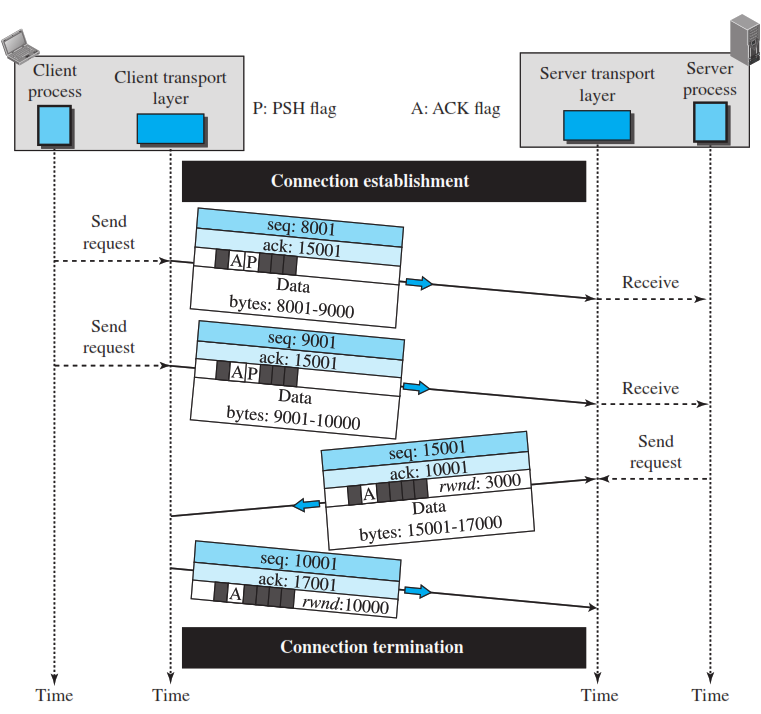 Client
process
Client transport
layer
P: PSH flag
A: ACK flag
Server transport
layer
Server
process
Connection establishment
Send
request
seq: 8001
ack: 15001
A P
Data
bytes: 8001-9000
Receive
Send
request
seq: 9001
ack: 15001
A P
Data
bytes: 9001-10000
Receive
Send
request
seq: 15001
ack: 10001
A
rwnd: 3000
Data
bytes: 15001-17000
seq: 10001
ack: 17001
A
rwnd:10000
Connection termination
Time
Time
Time
Time